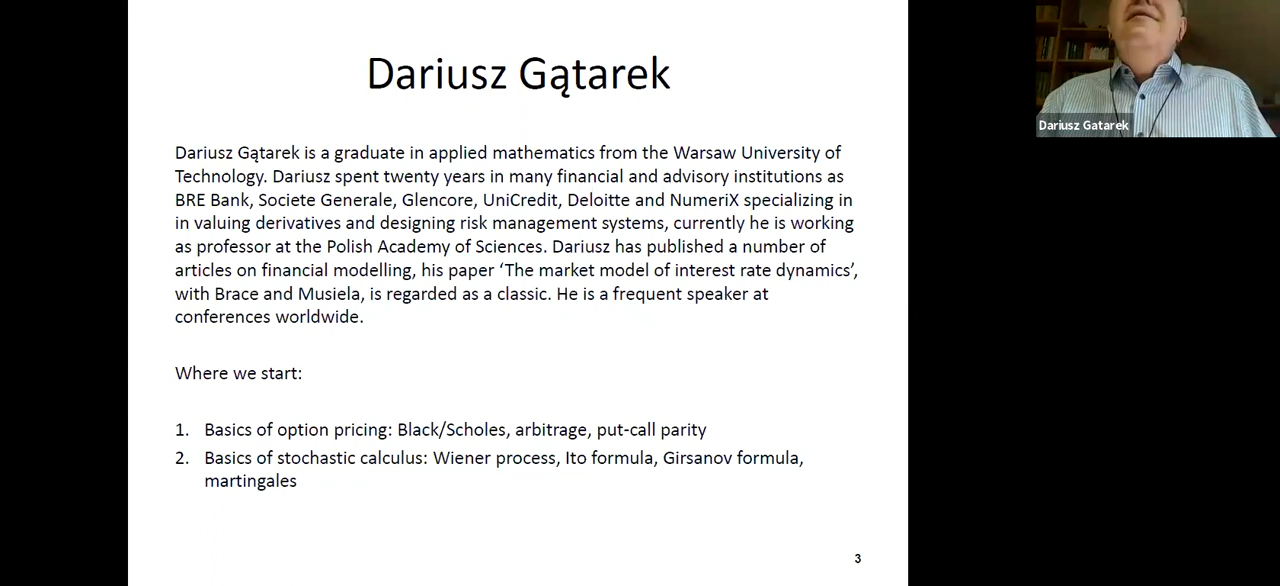 Dariusz Gątarek
Dariusz Gatarek
Dariusz Gątarek is a graduate in applied mathematics from the Warsaw University of
Technology. Dariusz spent twenty years in many financial and advisory institutions as
BRE Bank, Societe Generale, Glencore, UniCredit, Deloitte and NumeriX specializing in
in valuing derivatives and designing risk management systems, currently he is working
as professor at the Polish Academy of Sciences. Dariusz has published a number of
articles on financial modelling, his paper ‘The market model of interest rate dynamics’,
with Brace and Musiela, is regarded as a classic. He is a frequent speaker at
conferences worldwide.
Where we start:
1. Basics of option pricing: Black/Scholes, arbitrage, put-call parity
2. Basics of stochastic calculus: Wiener process, Ito formula, Girsanov formula,
martingales
3